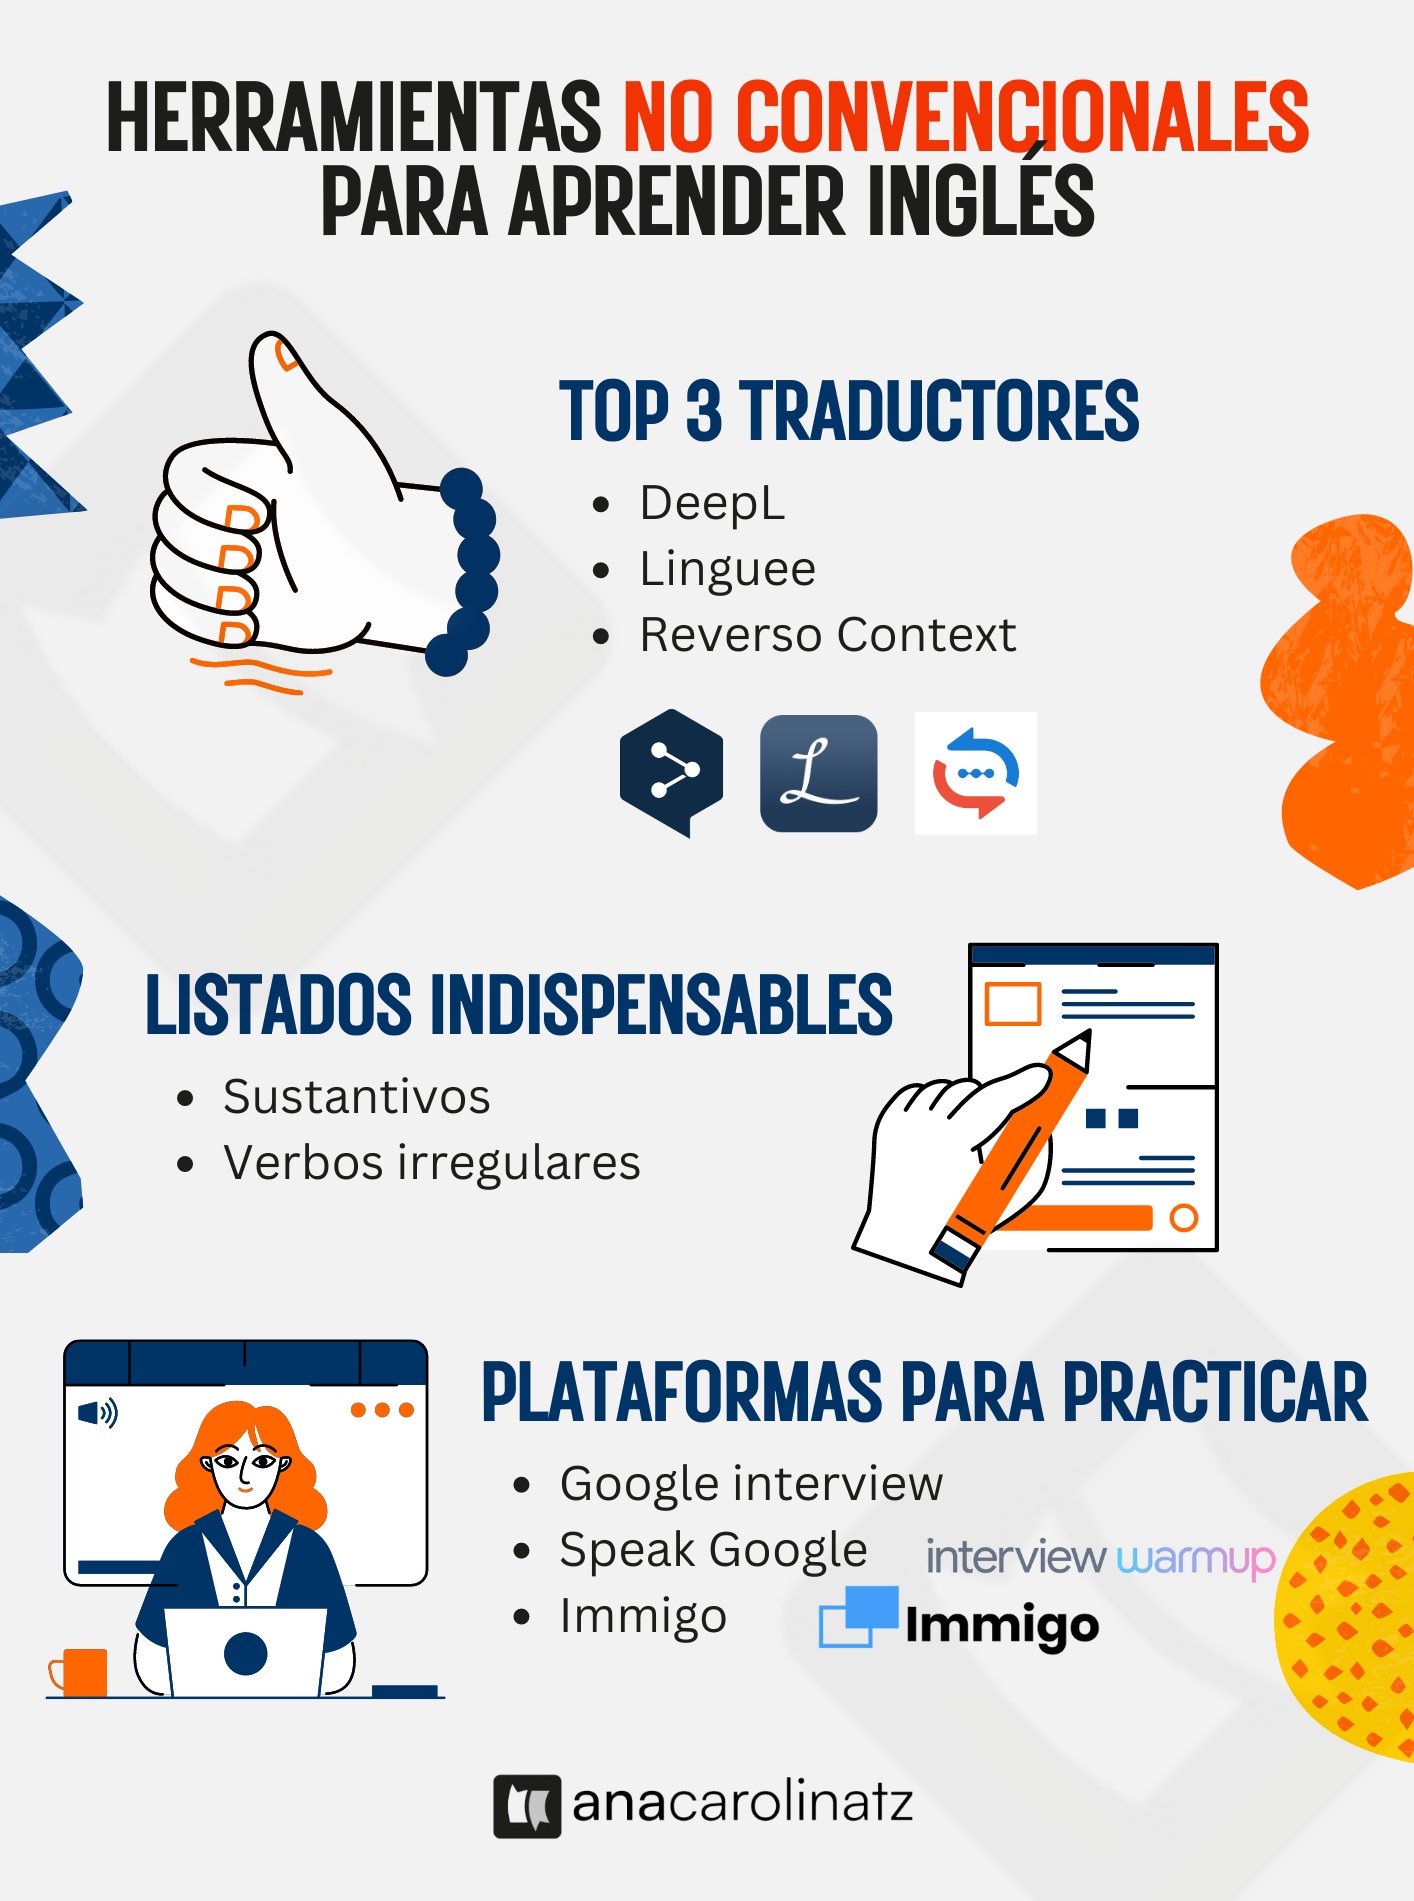 HERRAMIENTAS NO CONVENCIONALES
PARA APRENDER INGLÉS
TOP 3 TRADUCTORES
• DeepL
• Linguee
• Reverso Context
L
LISTADOS INDISPENSABLES
• Sustantivos
• Verbos irregulares
PLATAFORMAS PARA PRACTICAR
• Google interview
• Speak Google
interview warmup
• Immigo
Immigo
anacarolinatz